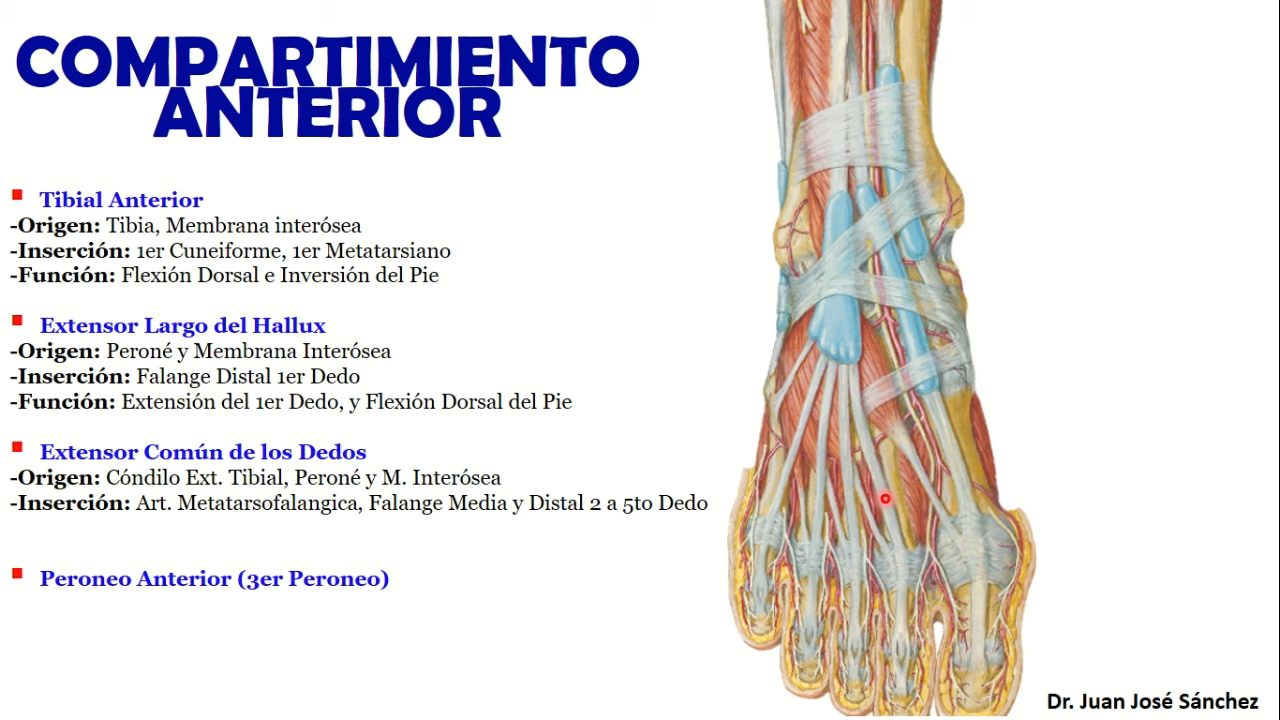 COMPARTIMIENTO
ANTERIOR
Tibial Anterior
-Origen: Tibia, Membrana interósea
-Inserción: 1er Cuneiforme, 1er Metatarsiano
-Función: Flexión Dorsal e Inversión del Pie
Extensor Largo del Hallux
-Origen: Peroné y Membrana Interósea
-Inserción: Falange Distal 1er Dedo
-Función: Extensión del 1er Dedo, y Flexión Dorsal del Pie
Extensor Común de los Dedos
-Origen: Cóndilo Ext. Tibial, Peroné y M. Interósea
-Inserción: Art. Metatarsofalangica, Falange Media y Distal 2 a 5to Dedo
Peroneo Anterior (3er Peroneo)
Dr. Juan José Sánchez